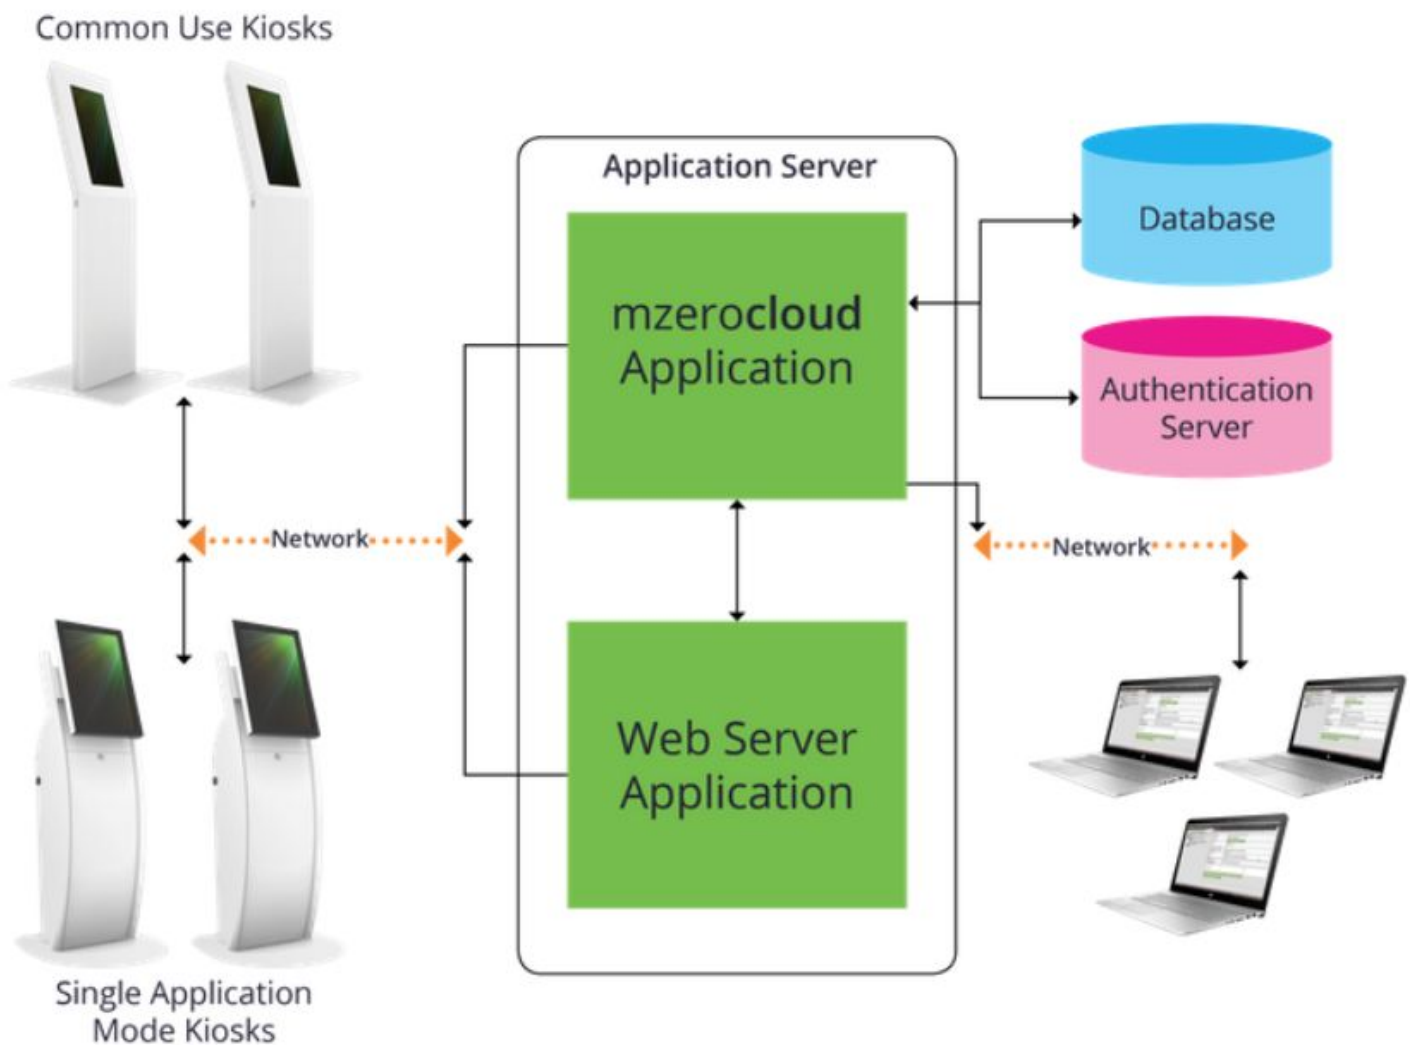 Common Use Kiosks
Application Server
mzerocloud
Application
Database
Authentication
Server
Network
Network
Web Server
Application
Single Application
Mode Kiosks